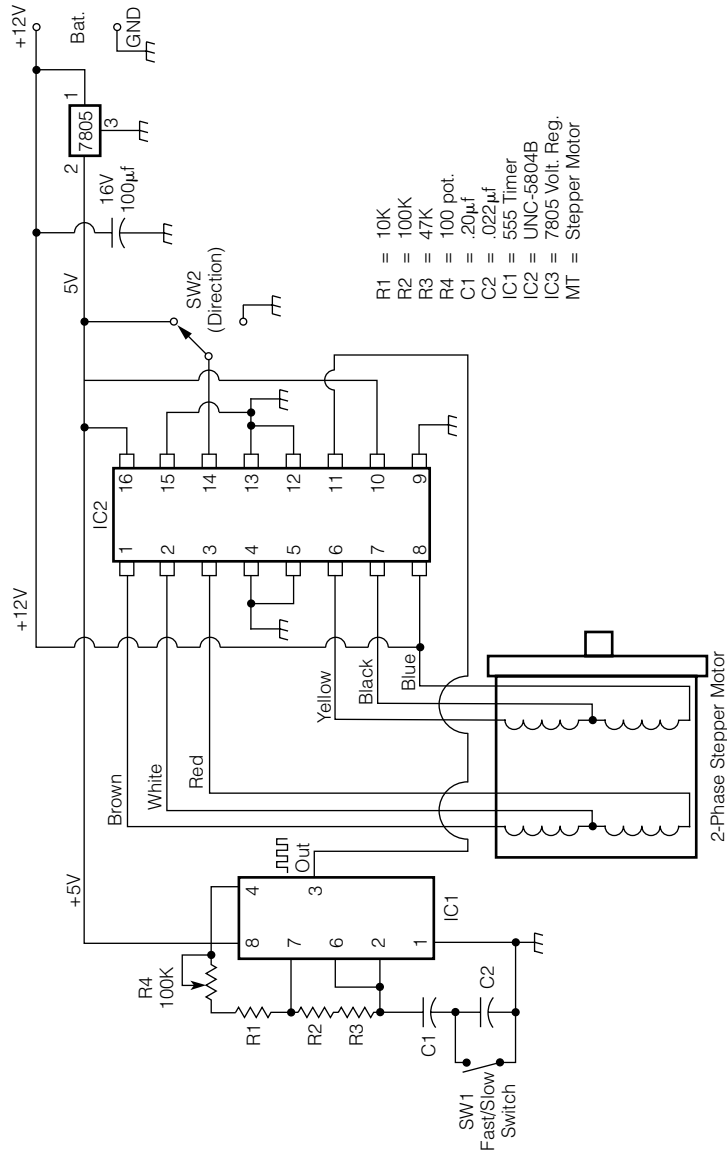 +12V
Bat.
GND
1
7805
2
3
16V
100µf
5V
SW2
(Direction)
R1 = 10K
R2 = 100K
R3 = 47K
R4 = 100 pot.
C1 = .20µf
C2 = .022µf
IC1 = 555 Timer
IC2 = UNC-5804B
IC3 = 7805 Volt. Reg.
MT = Stepper Motor
+12V
IC2
1
2
3
4
5
6
7
8
16
15
14
13
12
11
10
9
Brown
White
Red
Yellow
Black
Blue
+5V
R4
100K
R1
R2
R3
8
4
7
6
2
1
3
Out
IC1
C1
C2
SW1
Fast/Slow
Switch
2-Phase Stepper Motor